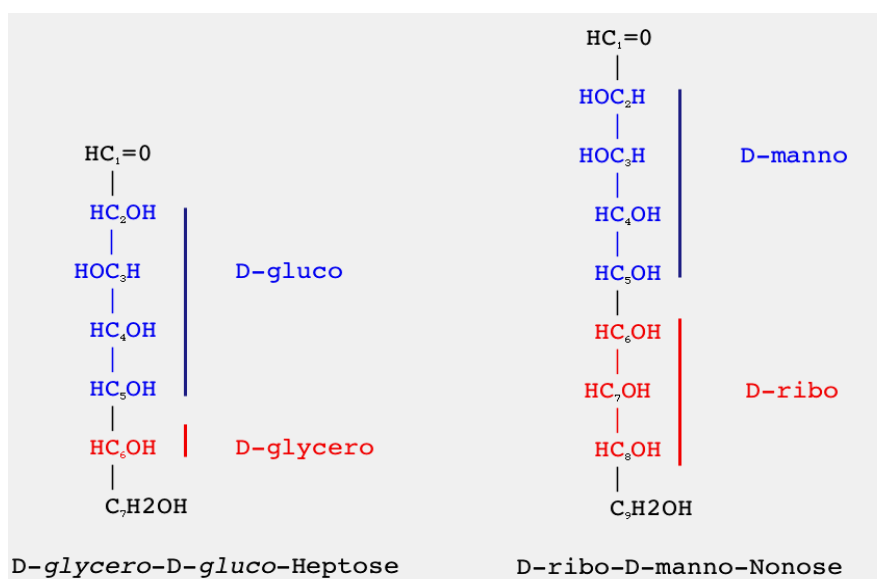 HC₁=0
HC₂OH
HOC₃H
HC₄OH
HC₅OH
D-gluco
HC₆OH
D-glycero
C₇H2OH
D-glycero-D-gluco-Heptose
HC₁=0
HOC₂H
HOC₃H
HC₄OH
HC₅OH
D-manno
HC₆OH
HC₇OH
HC₈OH
D-ribo
C₉H2OH
D-ribo-D-manno-Nonose